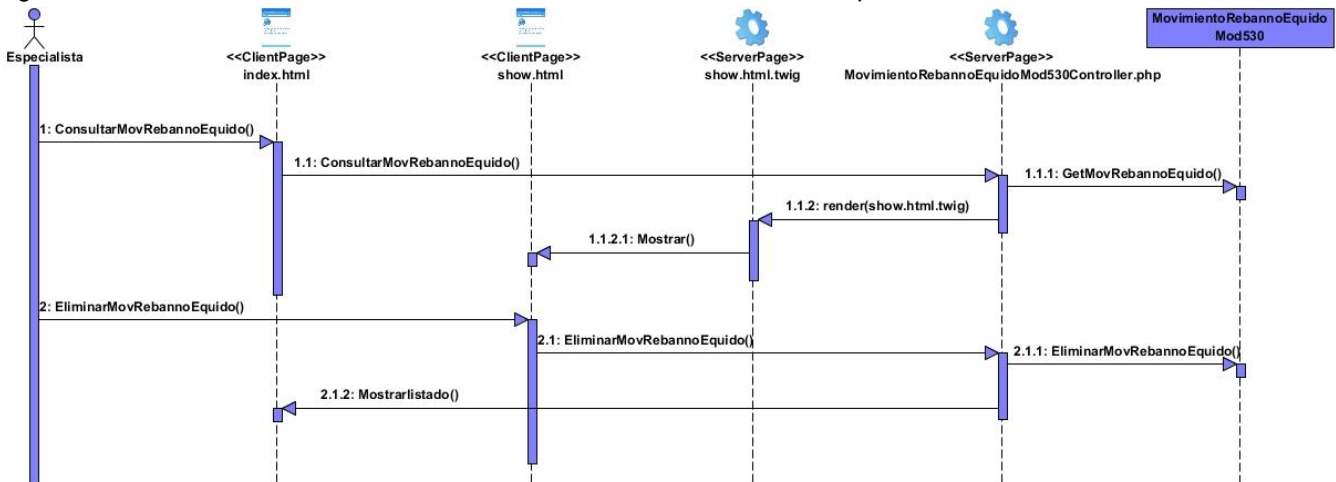 MovimientoRebannoEquido
Mod530
Especialista
<<ClientPage>>
index.html
<<ClientPage>>
show.html
<<ServerPage>>
show.html.twig
<<ServerPage>>
MovimientoRebannoEquidoMod530Controller.php
1: ConsultarMovRebannoEquido()
1.1: ConsultarMovRebannoEquido()
1.1.1: GetMovRebannoEquido()
1.1.2: render(show.html.twig)
1.1.2.1: Mostrar()
2: EliminarMovRebannoEquido()
2.1: EliminarMovRebannoEquido()
2.1.1: EliminarMovRebannoEquido()
2.1.2: Mostrarlistado()